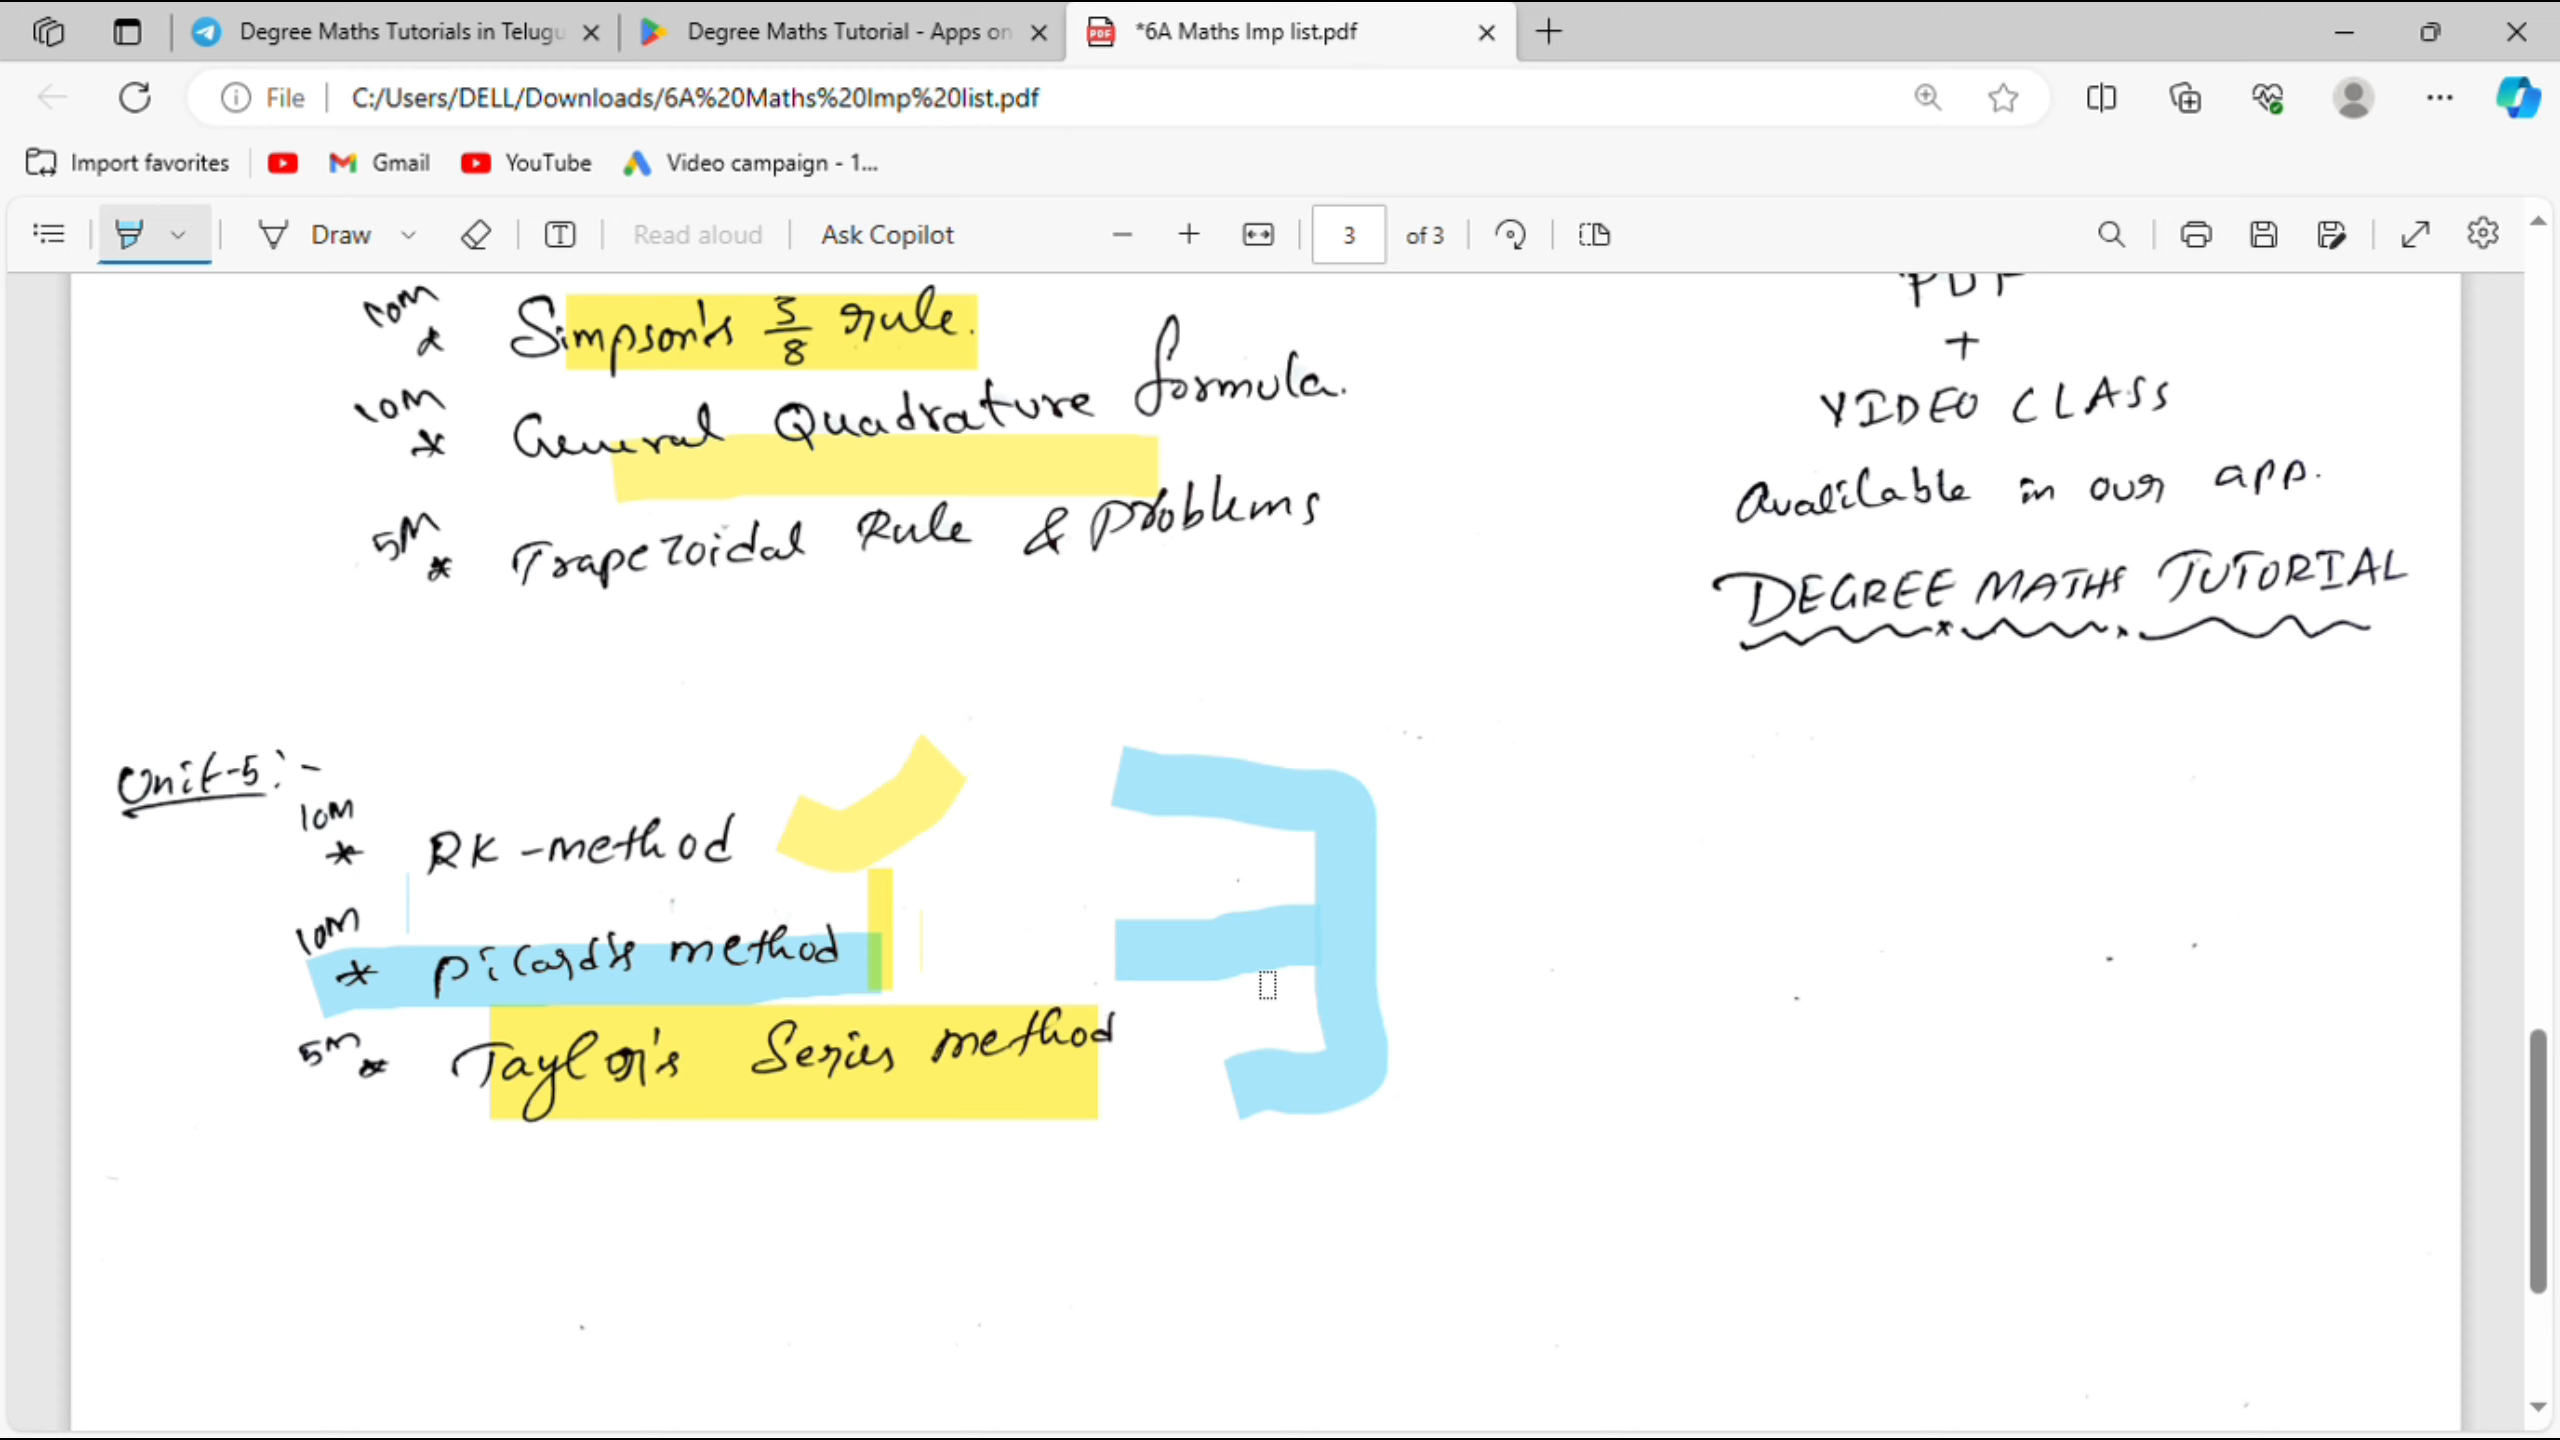 Degree Maths Tutorials in Telugu
Degree Maths Tutorial - Apps on
*6A Maths Imp list.pdf
File
C:/Users/DELL/Downloads/6A%20Maths%20Imp%20list.pdf
Import favorites
Gmail
YouTube
Video campaign - 1...
Draw
Read aloud
Ask Copilot
3 of 3
10M * Simpson's 3/8 rule.
10M * General Quadrature formula.
5M * Trapezoidal Rule & Problems
PDF
+
VIDEO CLASS
Available in our app.
DEGREE MATHS TUTORIAL
Unit-5:-
10M * RK-method
10M * Picard's method
5M * Taylor's Series method